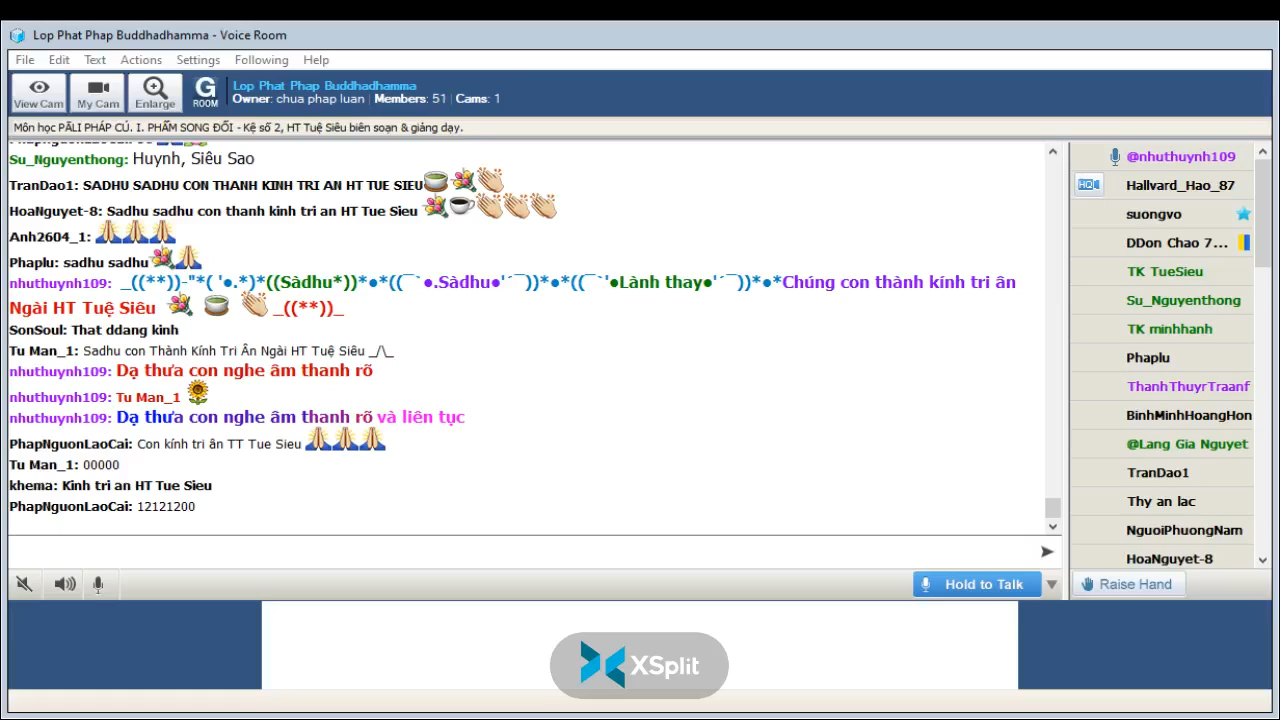 Lop Phat Phap Buddhadhamma - Voice Room
File Edit Text Actions Settings Following Help
View Cam My Cam Enlarge G ROOM
Lop Phat Phap Buddhadhamma
Owner: chua phap luan | Members: 51 | Cams: 1
Môn học PĀLI PHÁP CÚ. I. PHẨM SONG ĐỐI - Kệ số 2, HT Tuệ Siêu biên soạn & giảng dạy.
Su_Nguyenthong: Huynh, Siêu Sao
TranDao1: SADHU SADHU CON THANH KINH TRI AN HT TUE SIEU
HoaNguyet-8: Sadhu sadhu con thanh kinh tri an HT Tue Sieu
Anh2604_1:
Phaplu: sadhu sadhu
nhuthuynh109: _((**))-"*( '●.*)*((Sàdhu*))*●*((¯`●.Sàdhu●'´¯))*●*((¯`'●Lành thay●'´¯))*●*Chúng con thành kính tri ân
Ngài HT Tuệ Siêu _((**))_
SonSoul: That ddang kinh
Tu Man_1: Sadhu con Thành Kính Tri Ân Ngài HT Tuệ Siêu _/\_
nhuthuynh109: Dạ thưa con nghe âm thanh rõ
nhuthuynh109: Tu Man_1
nhuthuynh109: Dạ thưa con nghe âm thanh rõ và liên tục
PhapNguonLaoCai: Con kính tri ân TT Tue Sieu
Tu Man_1: 00000
khema: Kinh tri an HT Tue Sieu
PhapNguonLaoCai: 12121200
Hold to Talk
@nhuthuynh109
HQ Hallvard_Hao_87
suongvo
DDon Chao 7...
TK TueSieu
Su_Nguyenthong
TK minhhanh
Phaplu
ThanhThuyrTraanf
BinhMinhHoangHon
@Lang Gia Nguyet
TranDao1
Thy an lac
NguoiPhuongNam
HoaNguyet-8
Raise Hand
XSplit